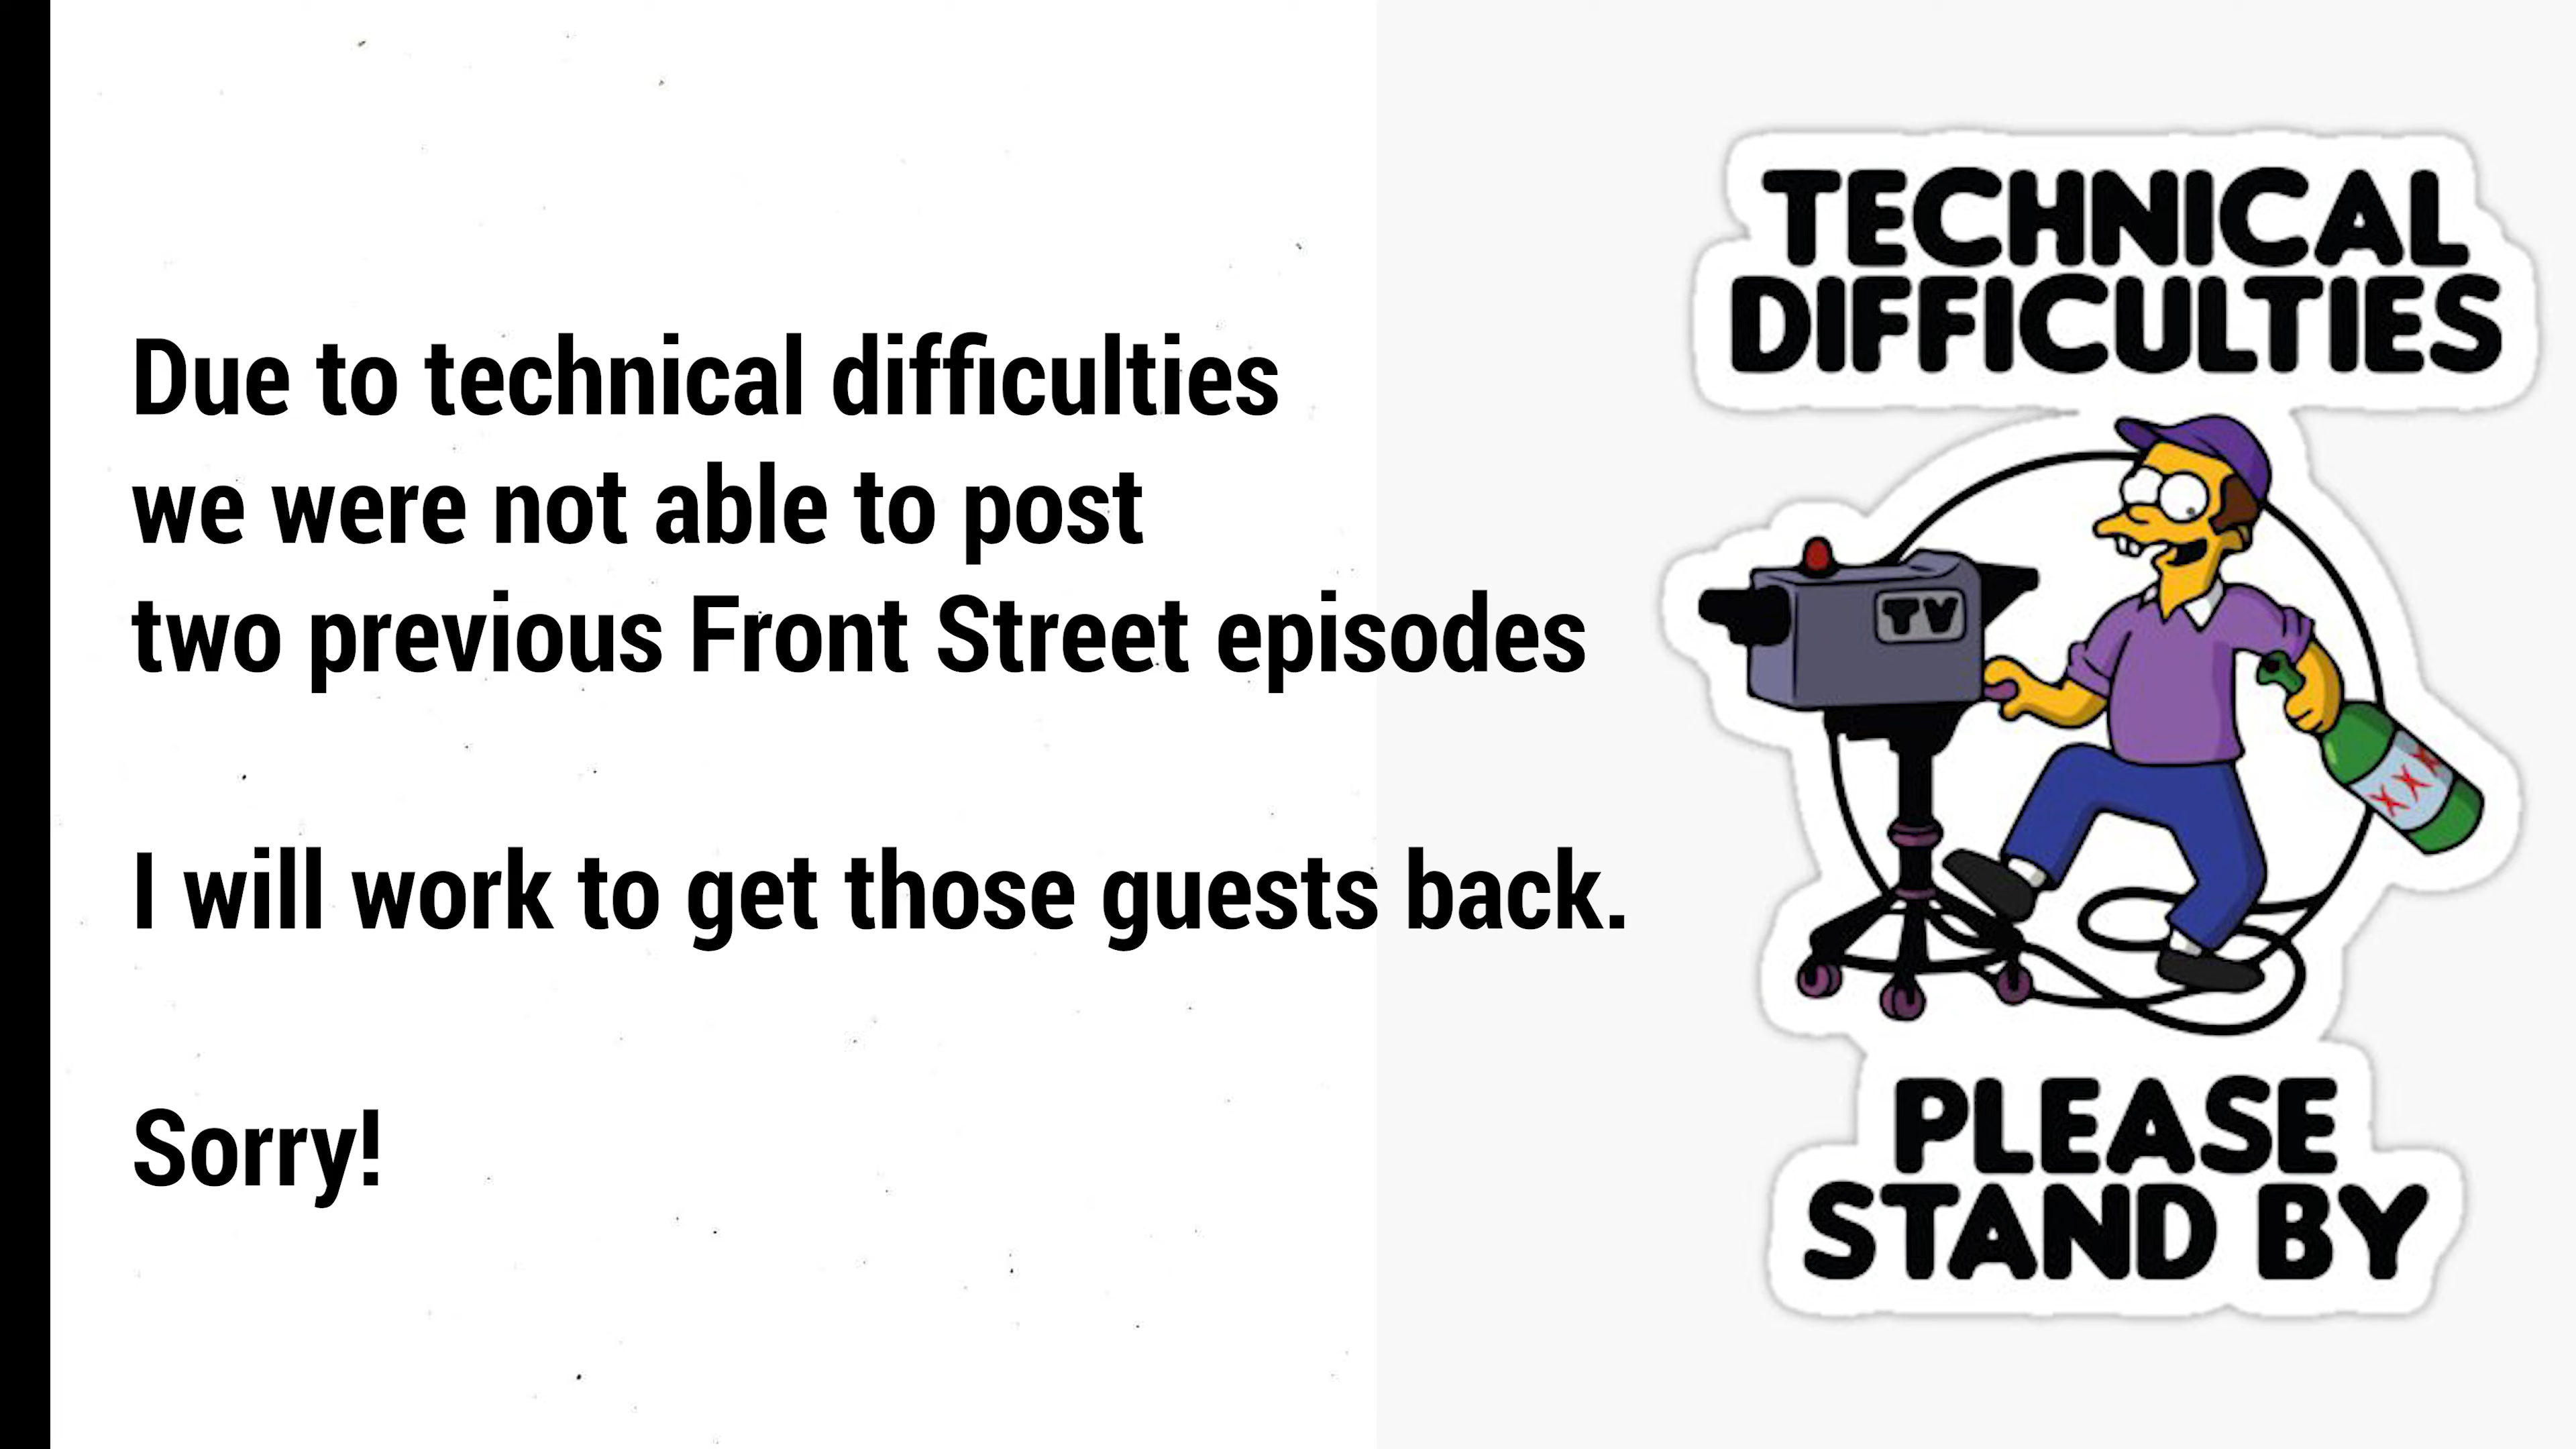 Due to technical difficulties
we were not able to post
two previous Front Street episodes
I will work to get those guests back.
Sorry!
TECHNICAL
DIFFICULTIES
TV
XXX
PLEASE
STAND BY